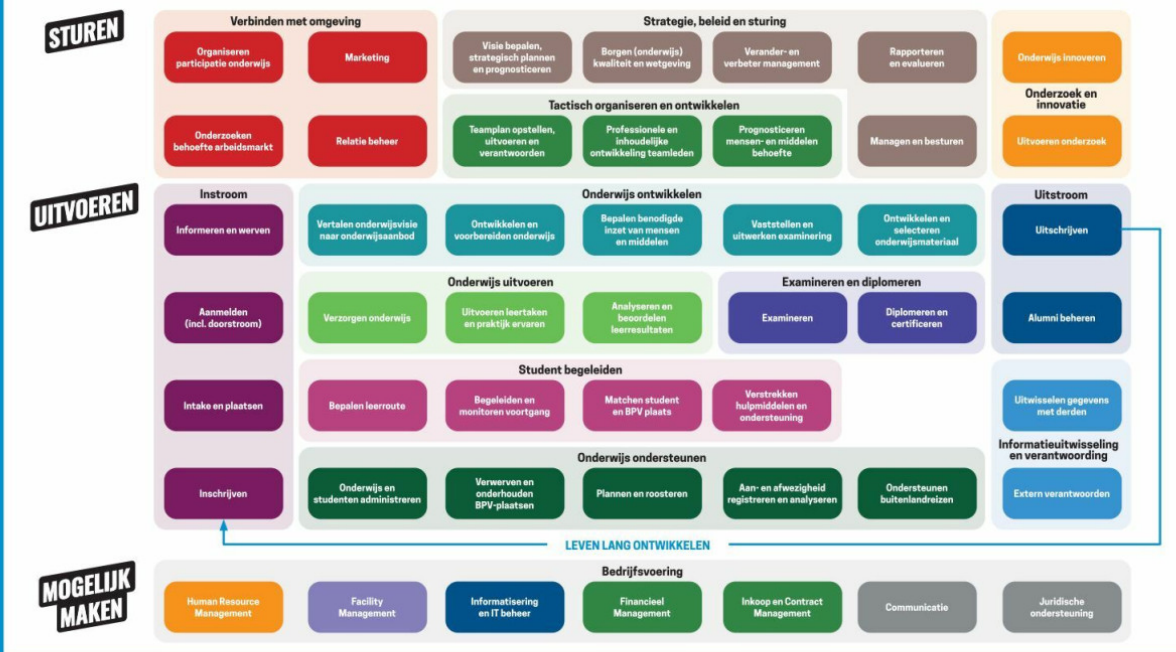 STUREN
Verbinden met omgeving
Organiseren
participatie onderwijs
Marketing
Onderzoeken
behoefte arbeidsmarkt
Relatie beheer
Strategie, beleid en sturing
Visie bepalen,
strategisch plannen
en prognosticeren
Borgen (onderwijs)
kwaliteit en wetgeving
Verander- en
verbeter management
Rapporteren
en evalueren
Tactisch organiseren en ontwikkelen
Teamplan opstellen,
uitvoeren en
verantwoorden
Professionele en
inhoudelijke
ontwikkeling teamleden
Prognosticeren
mensen- en middelen
behoefte
Managen en besturen
Onderwijs innoveren
Onderzoek en
innovatie
Uitvoeren onderzoek
UITVOEREN
Instroom
Informeren en werven
Aanmelden
(incl. doorstroom)
Intake en plaatsen
Inschrijven
Onderwijs ontwikkelen
Vertalen onderwijsvisie
naar onderwijsaanbod
Ontwikkelen en
voorbereiden onderwijs
Bepalen benodigde
inzet van mensen
en middelen
Vaststellen en
uitwerken examinering
Ontwikkelen en
selecteren
onderwijsmateriaal
Onderwijs uitvoeren
Verzorgen onderwijs
Uitvoeren leertaken
en praktijk ervaren
Analyseren en
beoordelen
leerresultaten
Examineren en diplomeren
Examineren
Diplomeren en
certificeren
Student begeleiden
Bepalen leerroute
Begeleiden en
monitoren voortgang
Matchen student
en BPV plaats
Verstrekken
hulpmiddelen en
ondersteuning
Onderwijs ondersteunen
Onderwijs en
studenten administreren
Verwerven en
onderhouden
BPV-plaatsen
Plannen en roosteren
Aan- en afwezigheid
registreren en analyseren
Ondersteunen
buitenlandreizen
Uitstroom
Uitschrijven
Alumni beheren
Uitwisselen gegevens
met derden
Informatieuitwisseling
en verantwoording
Extern verantwoorden
LEVEN LANG ONTWIKKELEN
MOGELIJK
MAKEN
Bedrijfsvoering
Human Resource
Management
Facility
Management
Informatisering
en IT beheer
Financieel
Management
Inkoop en Contract
Management
Communicatie
Juridische
ondersteuning